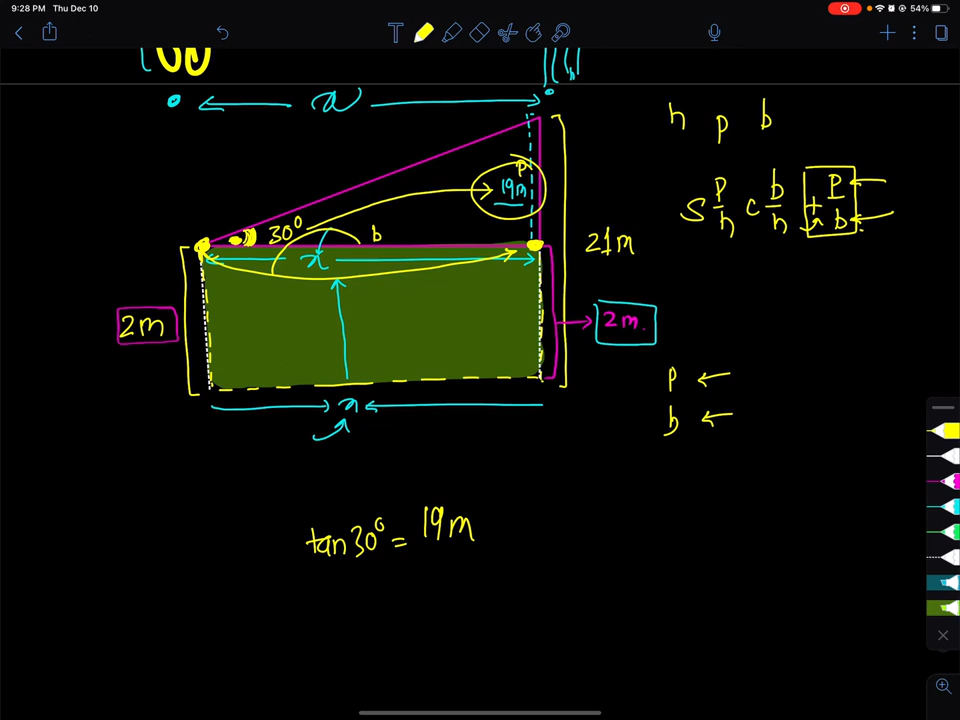 9:28 PM Thu Dec 10
54%
T
x
h p b
p
19m
S p/h C b/h t p/b
30° b
21m
x
2m
2m.
p ←
x
b ←
tan30° = 19m